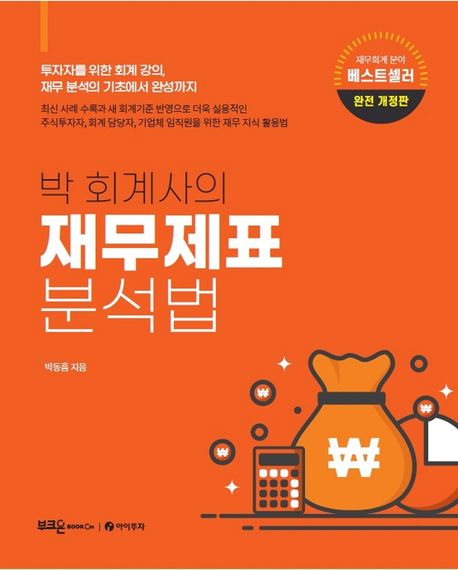 투자자를 위한 회계 강의,
재무 분석의 기초에서 완성까지
최신 사례 수록과 새 회계기준 반영으로 더욱 실용적인
주식투자자, 회계 담당자, 기업체 임직원을 위한 재무 지식 활용법
재무회계 분야
베스트셀러
완전 개정판
박 회계사의
재무제표
분석법
박동흠 지음
₩
₩
₩
₩
부크온 BOOKOn | 아이투자